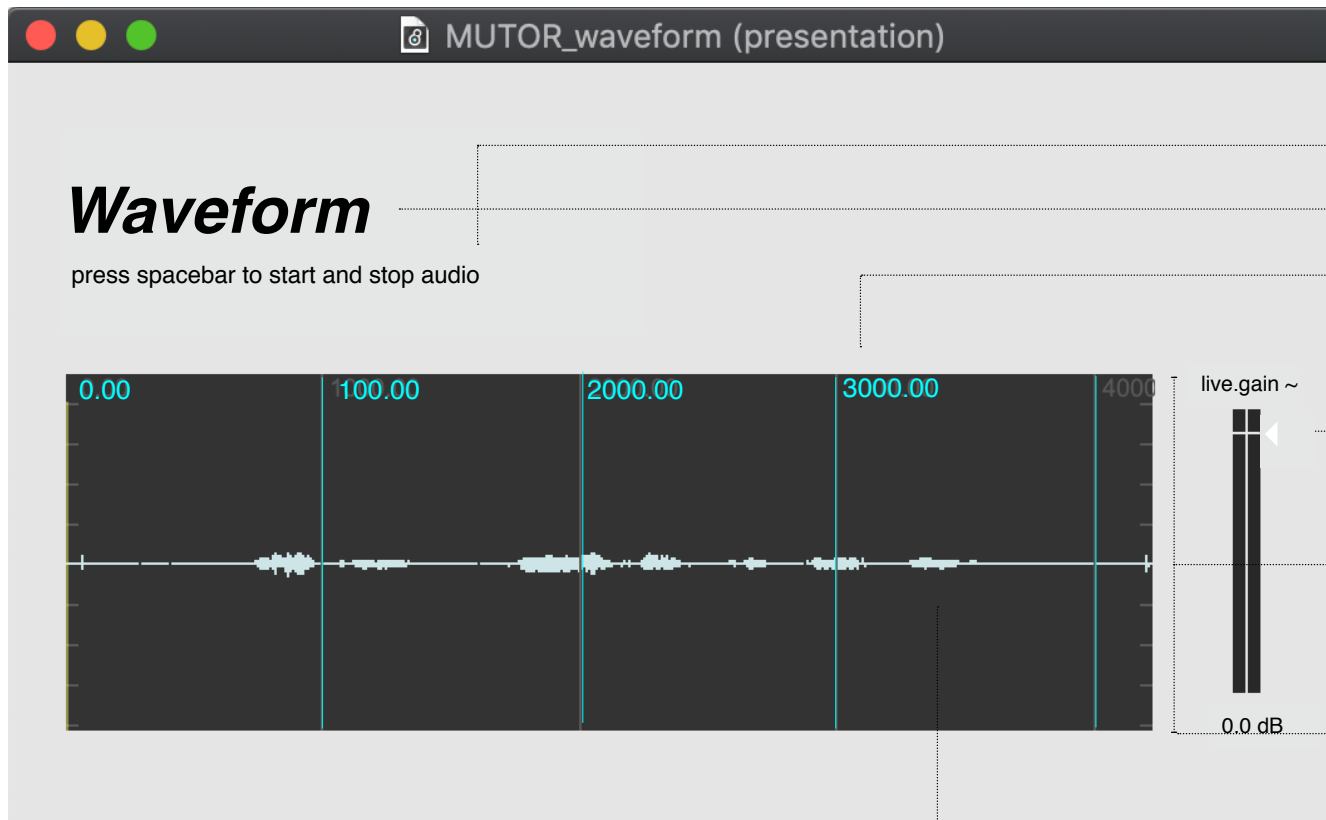 MUTOR_waveform (presentation)
Waveform
press spacebar to start and stop audio
0.00 100.00 2000.00 3000.00 4000
live.gain ~
0.0 dB